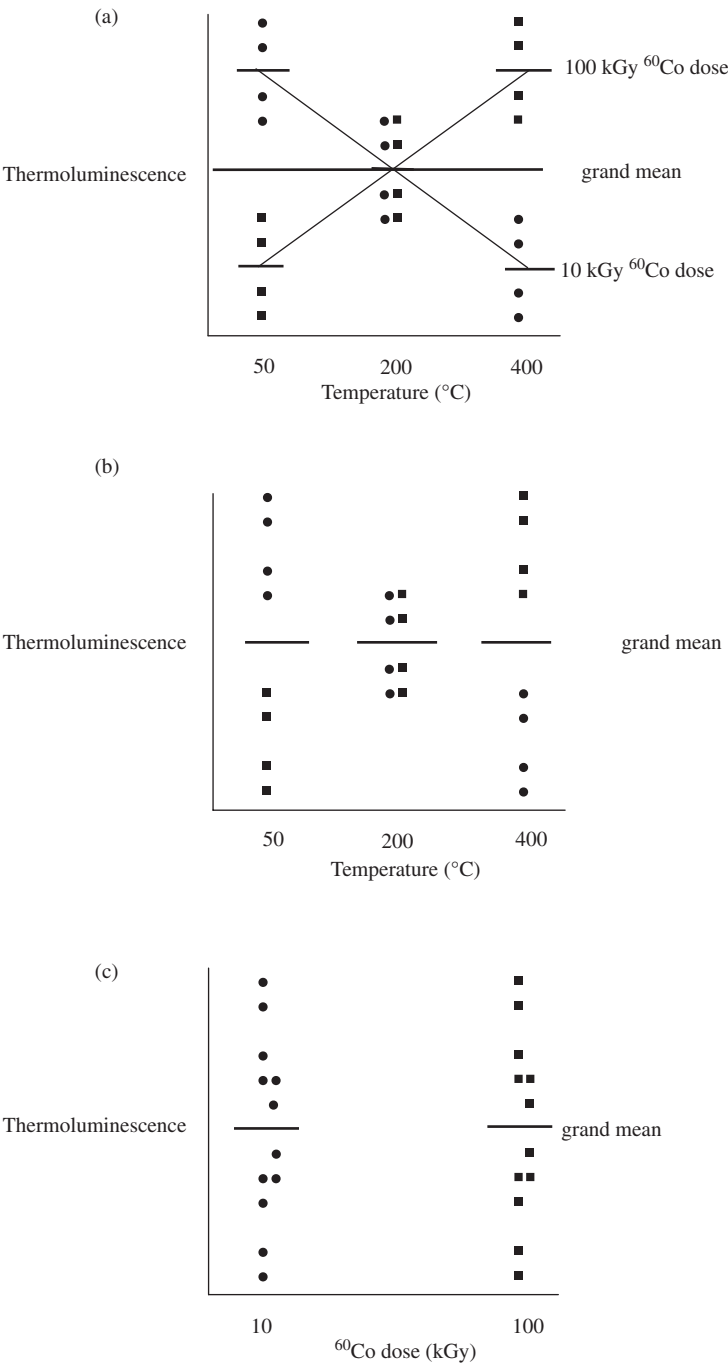 (a)
100 kGy ⁶⁰Co dose
Thermoluminescence
grand mean
10 kGy ⁶⁰Co dose
50 200 400
Temperature (°C)
(b)
Thermoluminescence
grand mean
50 200 400
Temperature (°C)
(c)
Thermoluminescence
grand mean
10 100
⁶⁰Co dose (kGy)